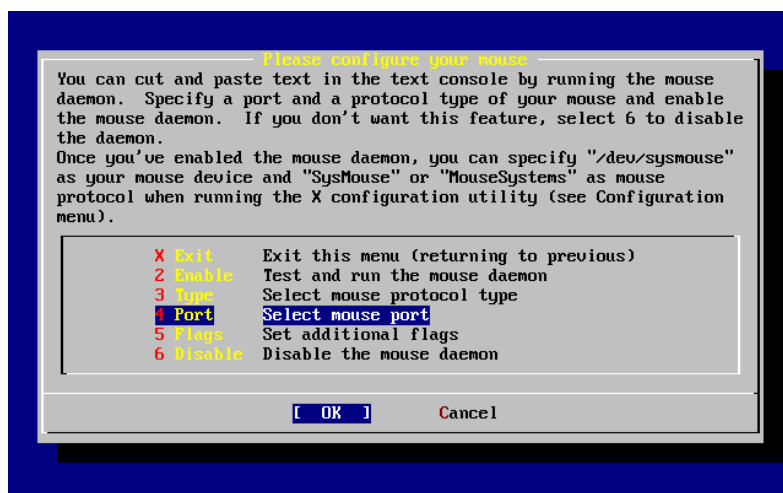 Please configure your mouse
You can cut and paste text in the text console by running the mouse
daemon.  Specify a port and a protocol type of your mouse and enable
the mouse daemon.  If you don't want this feature, select 6 to disable
the daemon.
Once you've enabled the mouse daemon, you can specify "/dev/sysmouse"
as your mouse device and "SysMouse" or "MouseSystems" as mouse
protocol when running the X configuration utility (see Configuration
menu).
X Exit Exit this menu (returning to previous)
2 Enable Test and run the mouse daemon
3 Type Select mouse protocol type
4 Port Select mouse port
5 Flags Set additional flags
6 Disable Disable the mouse daemon
[ OK ] Cancel